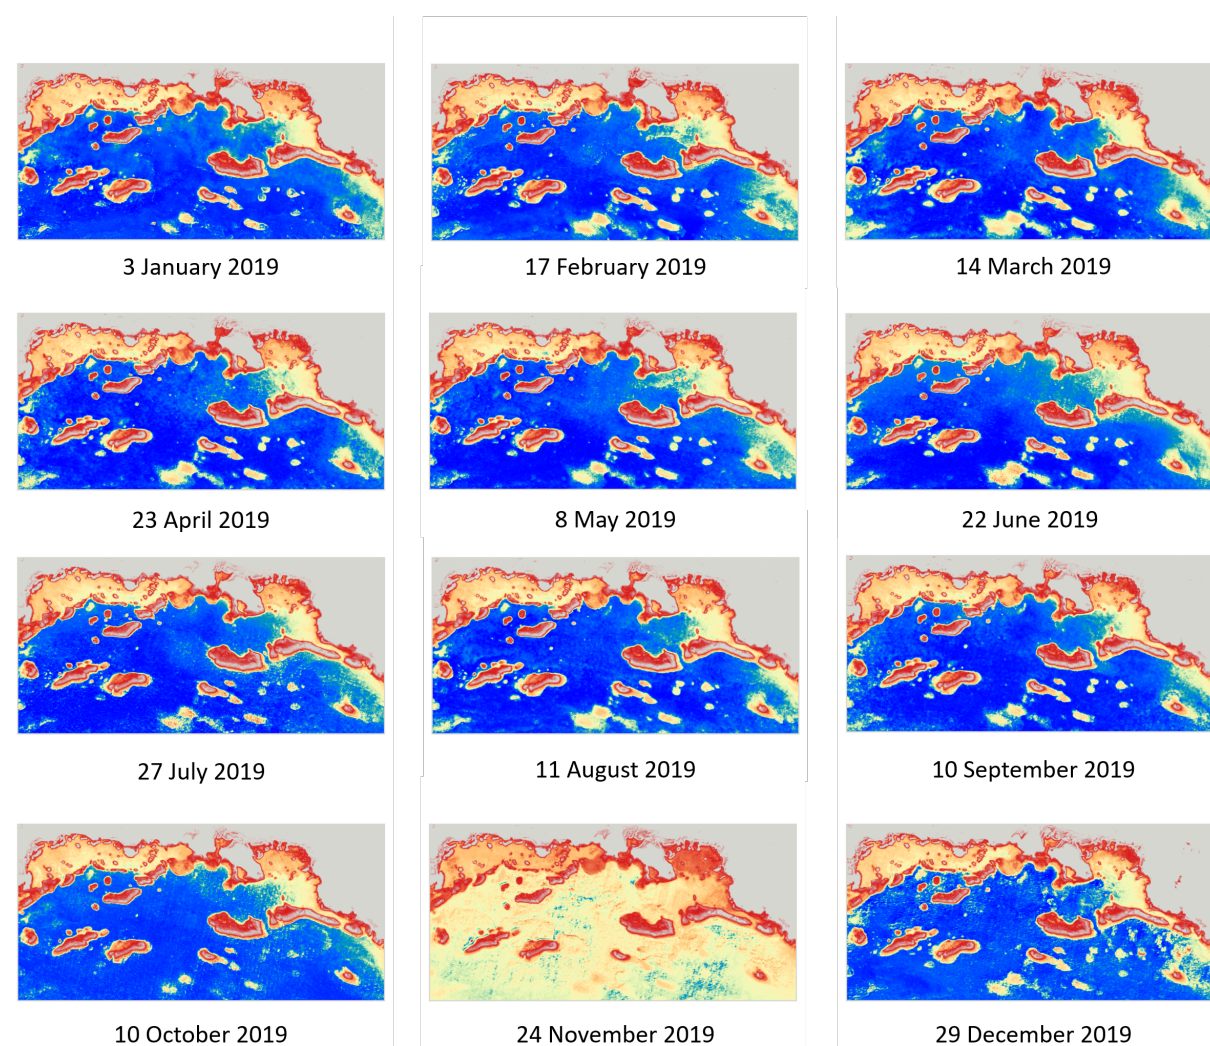 3 January 2019
17 February 2019
14 March 2019
23 April 2019
8 May 2019
22 June 2019
27 July 2019
11 August 2019
10 September 2019
10 October 2019
24 November 2019
29 December 2019